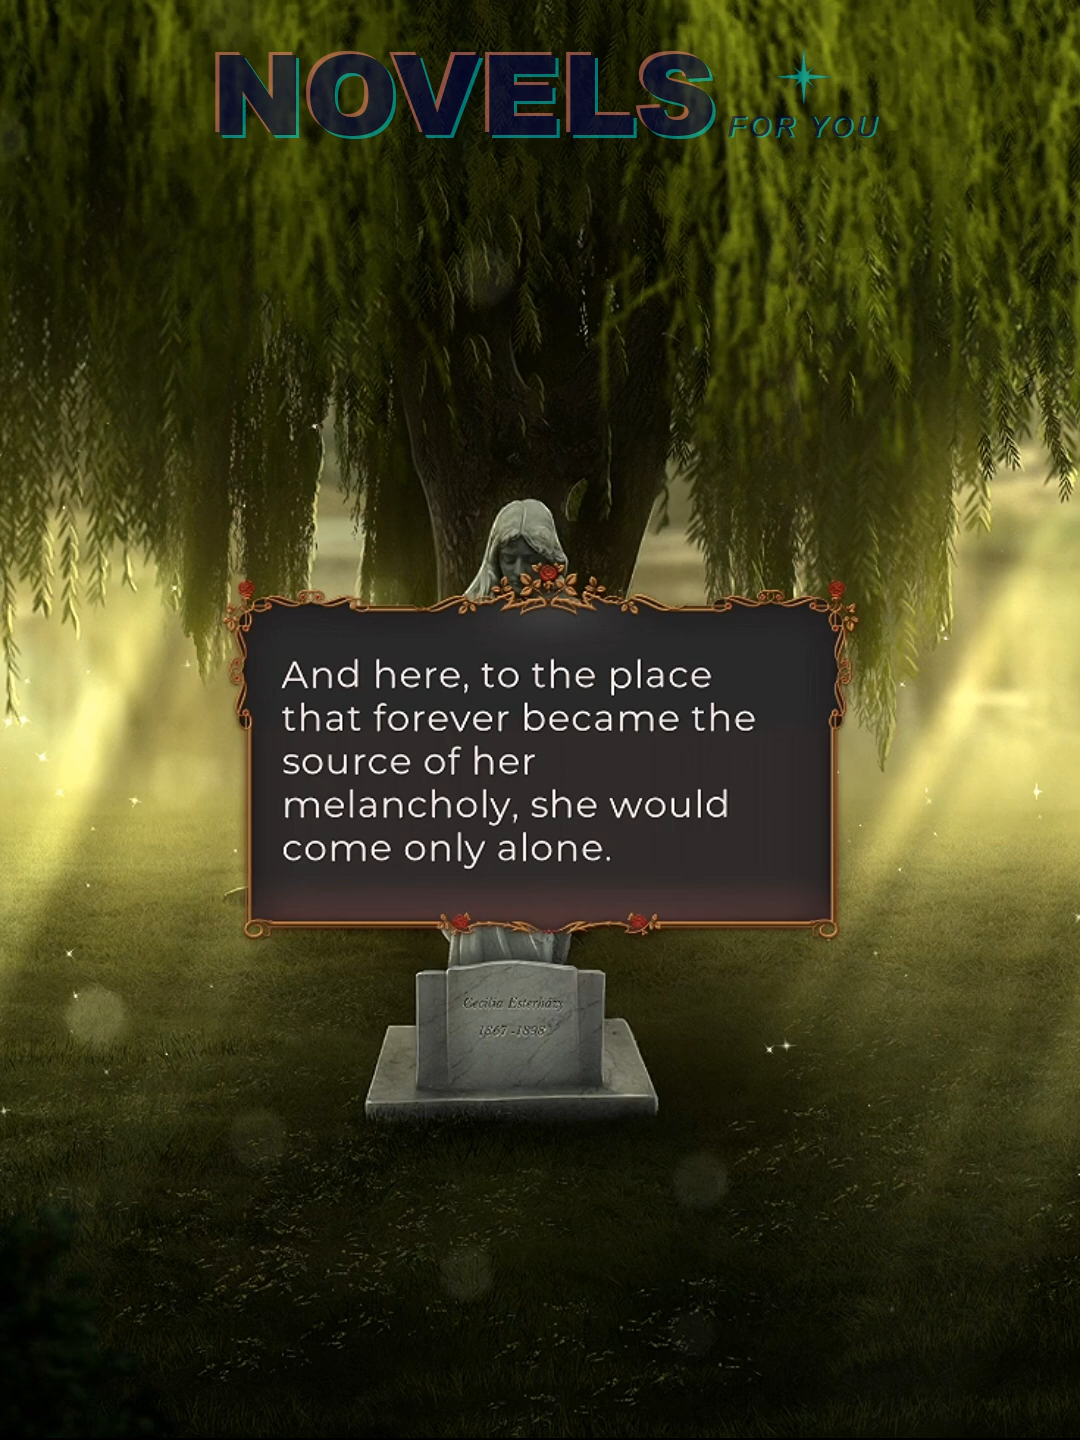 NOVELS
FOR YOU
And here, to the place
that forever became the
source of her
melancholy, she would
come only alone.
Cecilia Esterházy
1867-1898